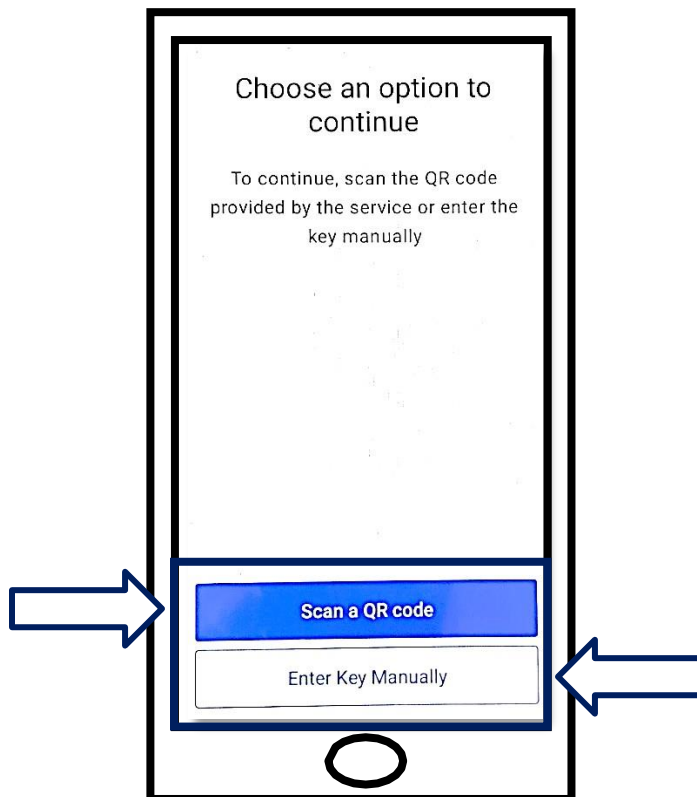 Choose an option to
continue
To continue, scan the QR code
provided by the service or enter the
key manually
Scan a QR code
Enter Key Manually